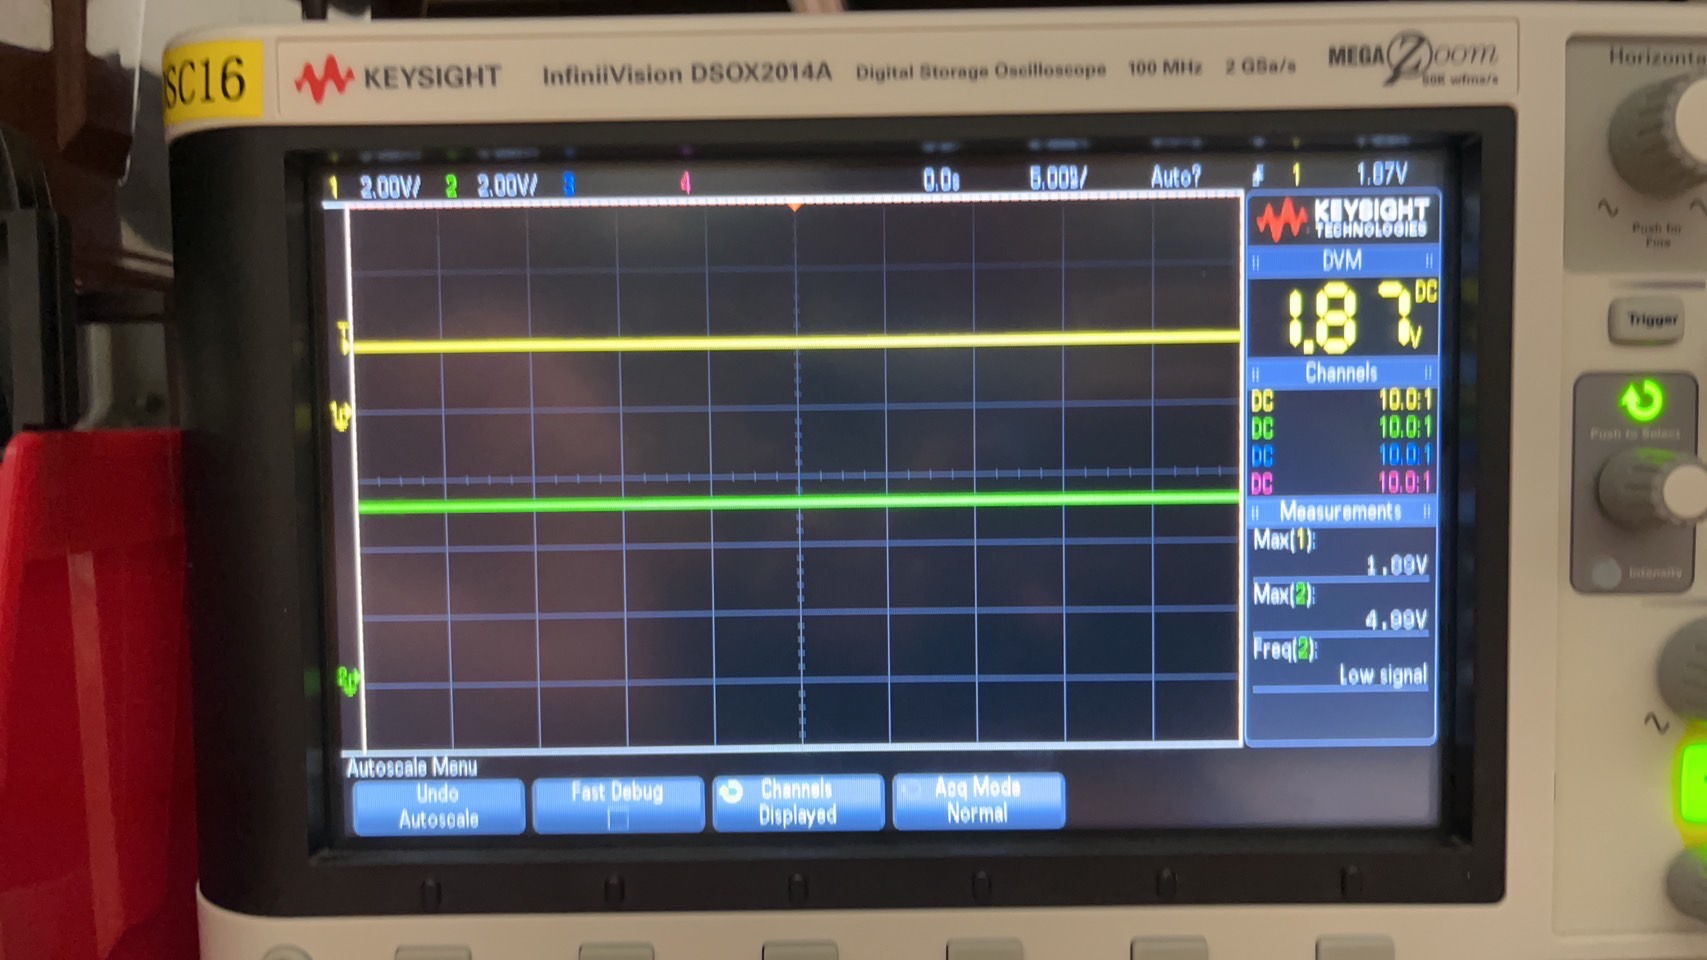 SC16
KEYSIGHT InfiniiVision DSOX2014A Digital Storage Oscilloscope 100 MHz 2 GSa/s MEGA Zoom
50K wfms/s
Horizonta
1 2.00V/ 2 2.00V/ 3 4 0.0s 5.00s/ Auto? 1 1.87V
KEYSIGHT
TECHNOLOGIES
DVM
1.87 DC
V
Channels
DC 10.0:1
DC 10.0:1
DC 10.0:1
DC 10.0:1
Measurements
Max(1):
1.89V
Max(2):
4.99V
Freq(2):
Low signal
T
1
2
Autoscale Menu
Undo
Autoscale
Fast Debug
Channels
Displayed
Acq Mode
Normal
Push for
Fine
Trigger
Push to Select
Intensity